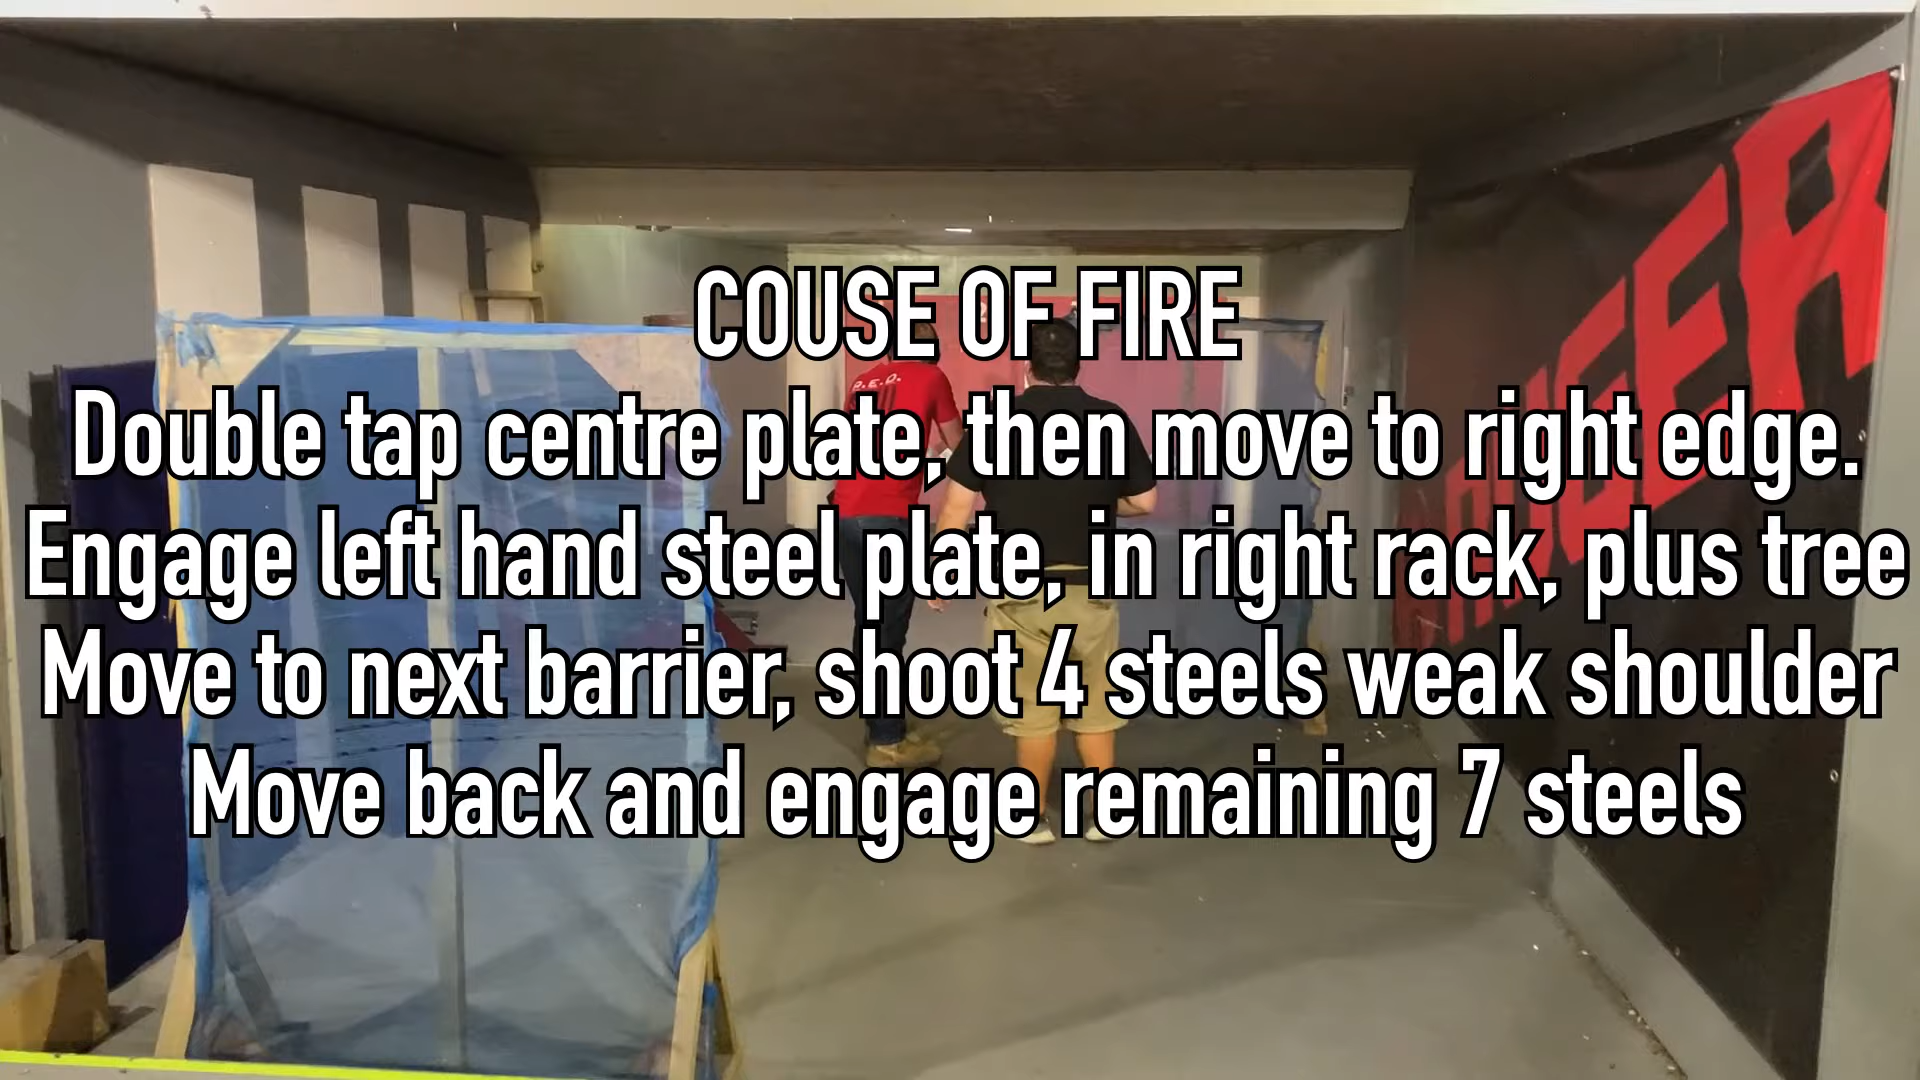 COUSE OF FIRE
Double tap centre plate, then move to right edge.
Engage left hand steel plate, in right rack, plus tree
Move to next barrier, shoot 4 steels weak shoulder
Move back and engage remaining 7 steels